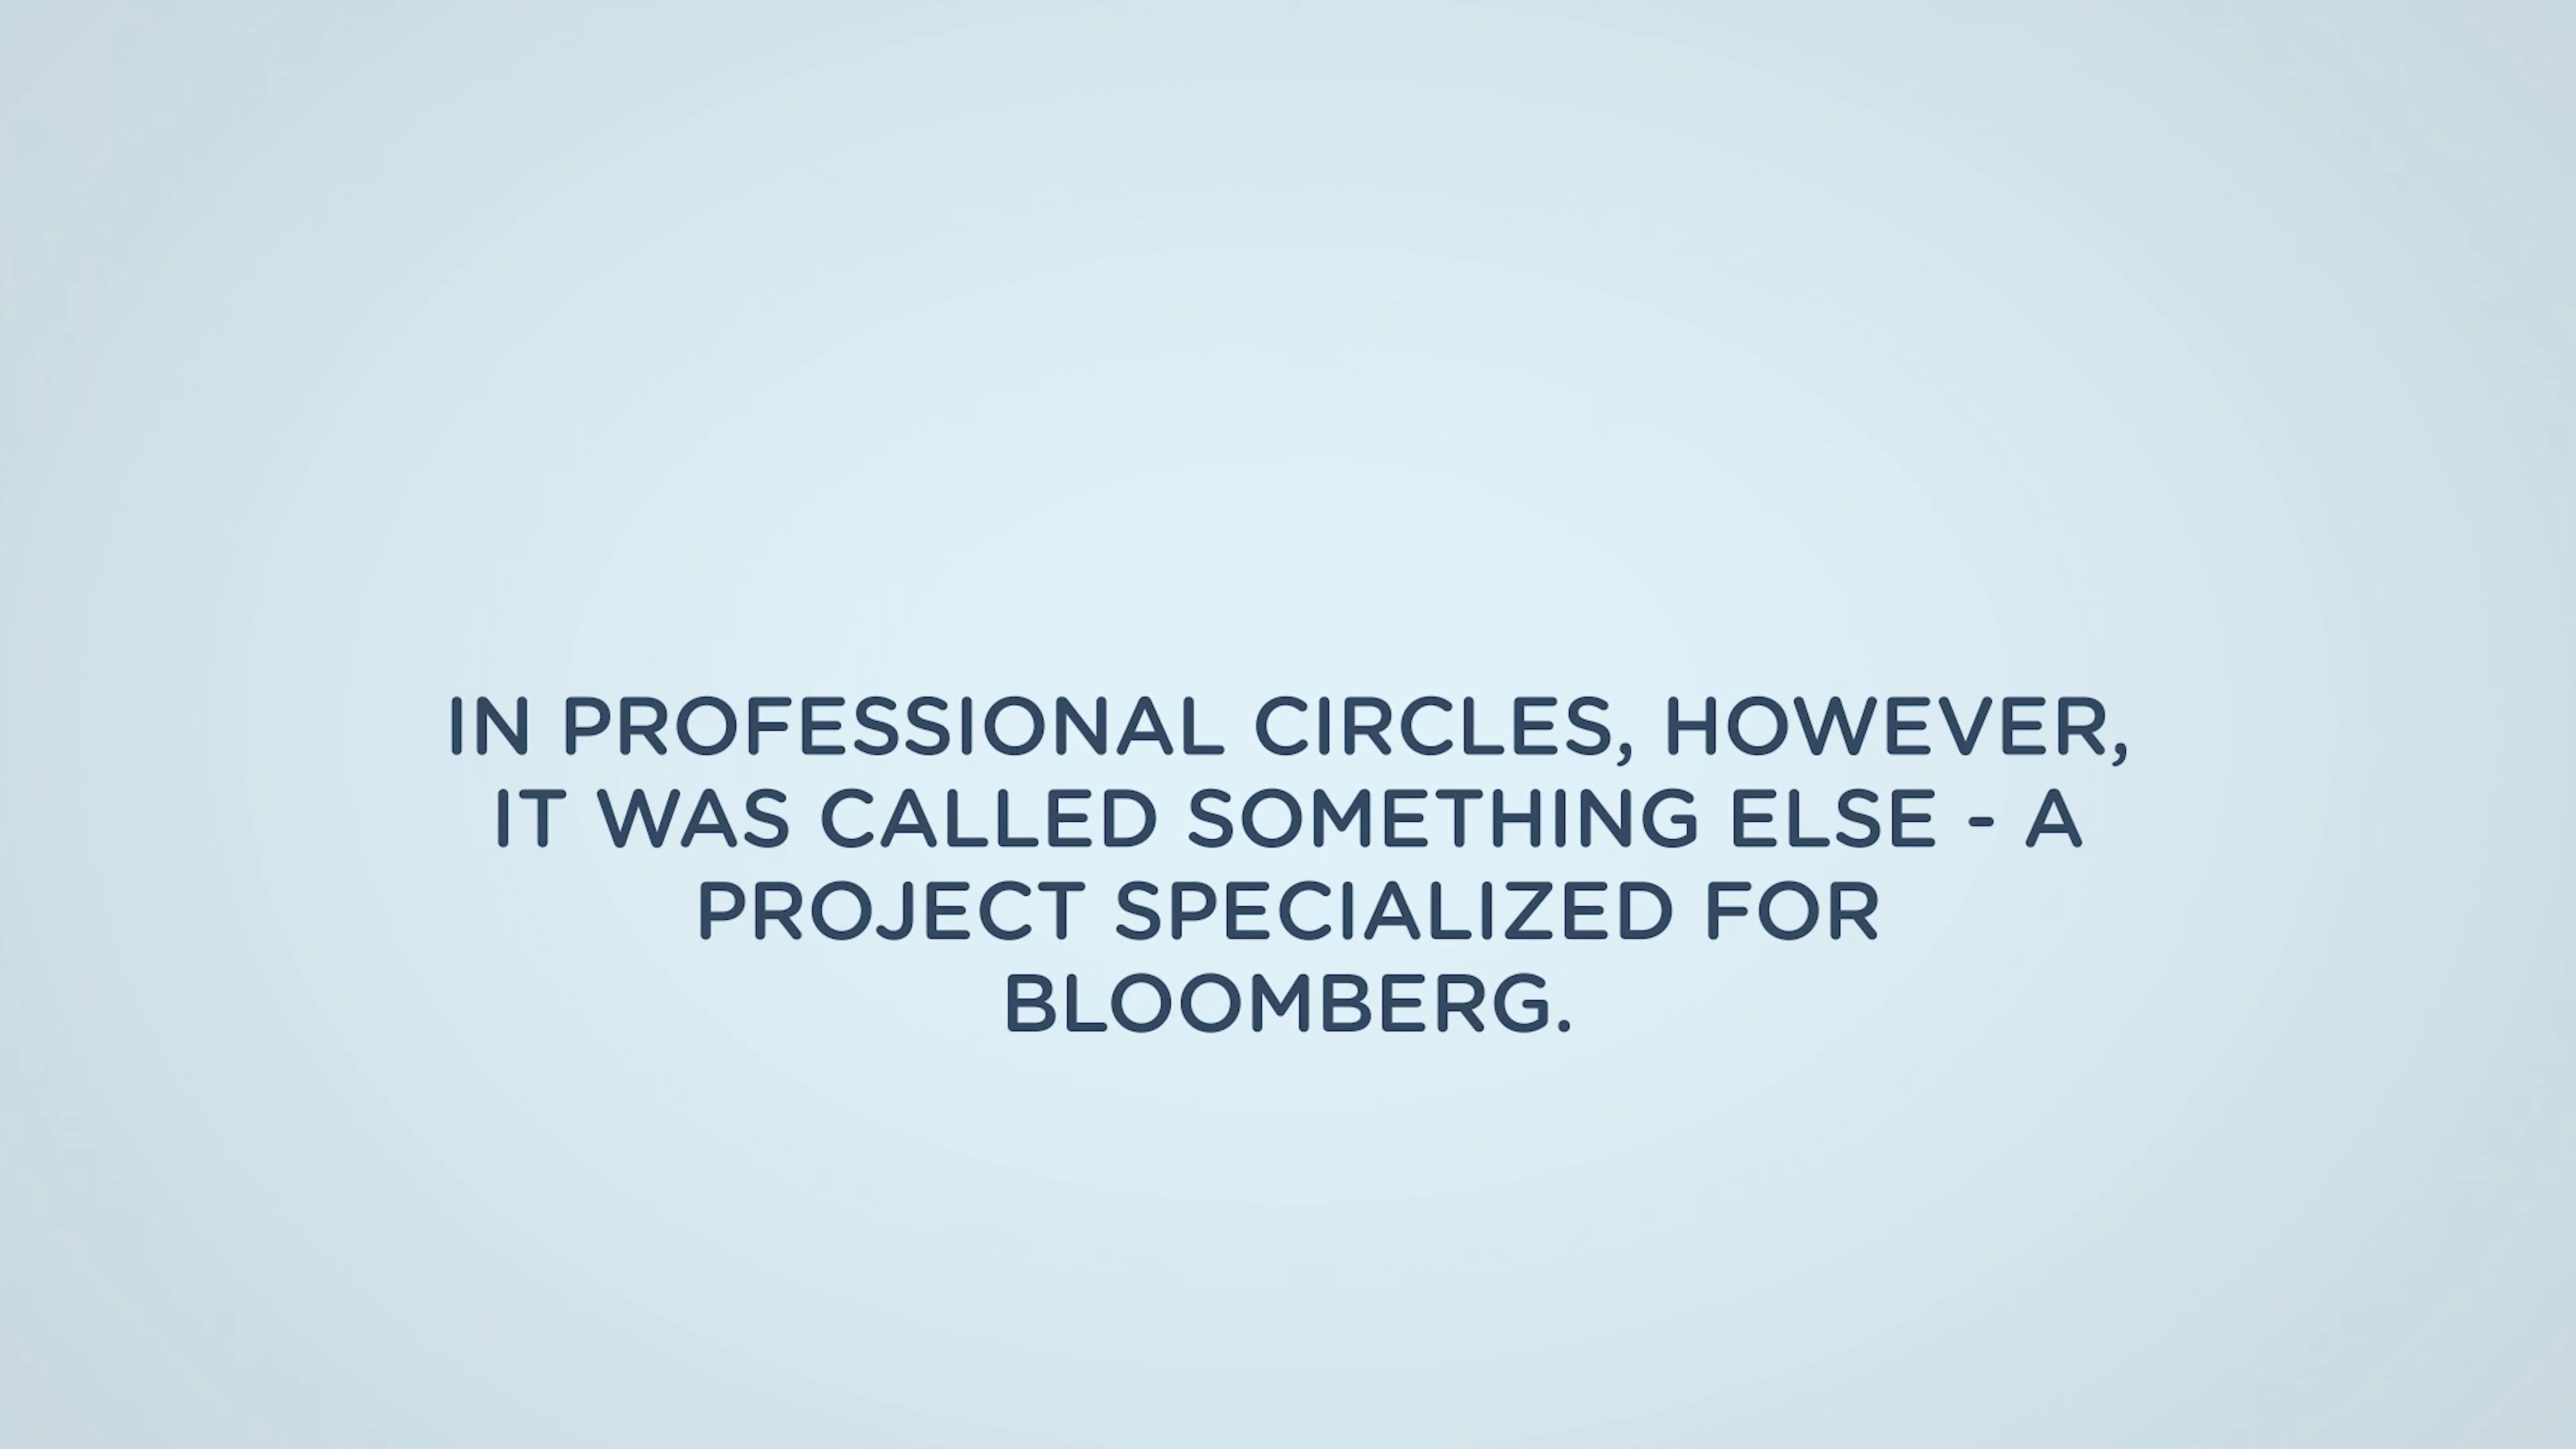 IN PROFESSIONAL CIRCLES, HOWEVER,
IT WAS CALLED SOMETHING ELSE - A
PROJECT SPECIALIZED FOR
BLOOMBERG.